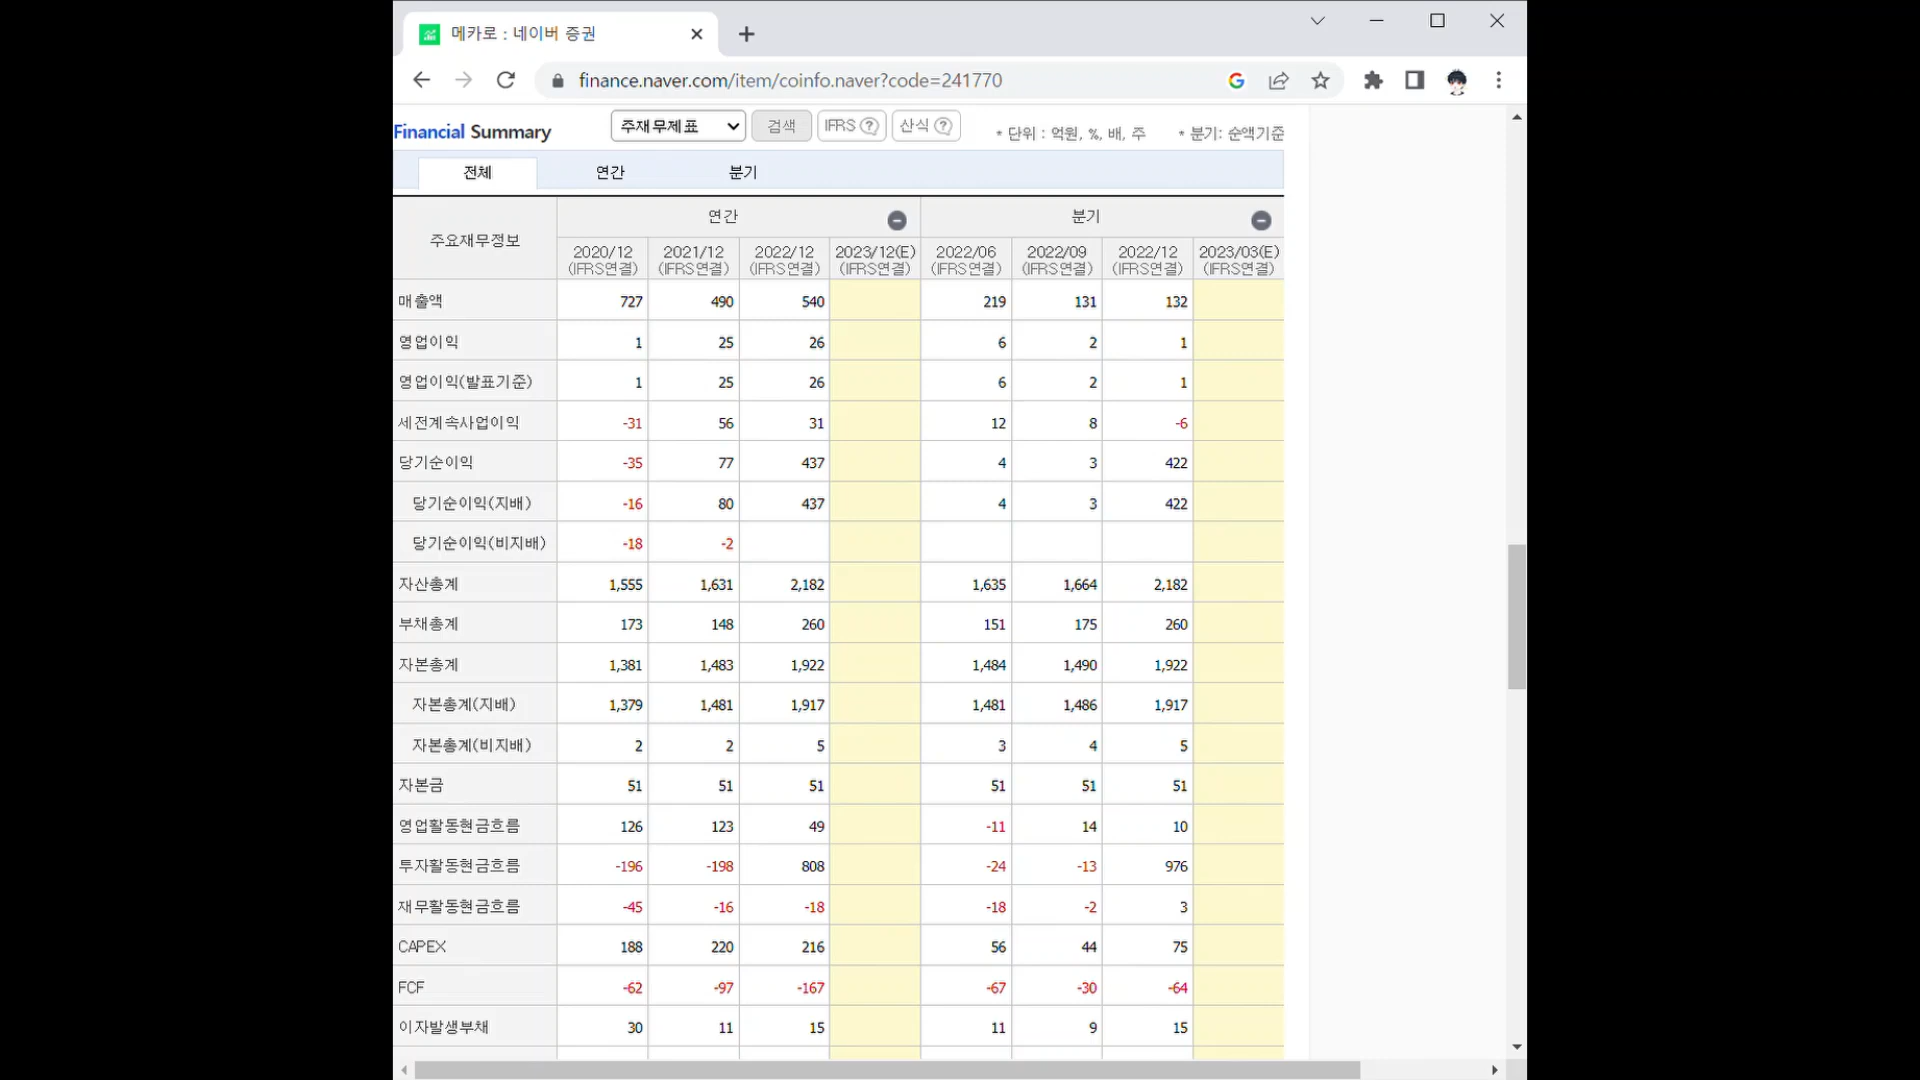 메카로 : 네이버 증권
finance.naver.com/item/coinfo.naver?code=241770
Financial Summary 주재무제표 검색 IFRS ? 산식 ? * 단위 : 억원, %, 배, 주 * 분기: 순액기준
전체 연간 분기
주요재무정보 연간 분기
2020/12 2021/12 2022/12 2023/12(E) 2022/06 2022/09 2022/12 2023/03(E)
(IFRS연결) (IFRS연결) (IFRS연결) (IFRS연결) (IFRS연결) (IFRS연결) (IFRS연결) (IFRS연결)
매출액 727 490 540 219 131 132
영업이익 1 25 26 6 2 1
영업이익(발표기준) 1 25 26 6 2 1
세전계속사업이익 -31 56 31 12 8 -6
당기순이익 -35 77 437 4 3 422
당기순이익(지배) -16 80 437 4 3 422
당기순이익(비지배) -18 -2
자산총계 1,555 1,631 2,182 1,635 1,664 2,182
부채총계 173 148 260 151 175 260
자본총계 1,381 1,483 1,922 1,484 1,490 1,922
자본총계(지배) 1,379 1,481 1,917 1,481 1,486 1,917
자본총계(비지배) 2 2 5 3 4 5
자본금 51 51 51 51 51 51
영업활동현금흐름 126 123 49 -11 14 10
투자활동현금흐름 -196 -198 808 -24 -13 976
재무활동현금흐름 -45 -16 -18 -18 -2 3
CAPEX 188 220 216 56 44 75
FCF -62 -97 -167 -67 -30 -64
이자발생부채 30 11 15 11 9 15